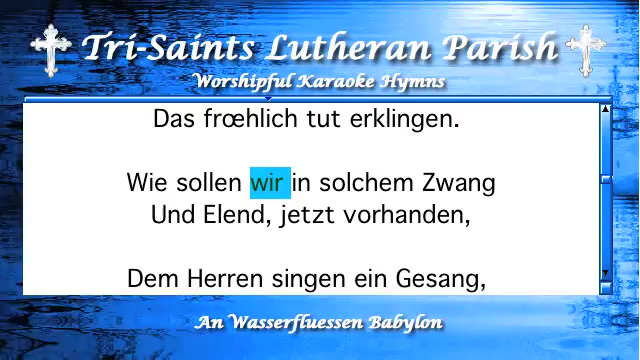 Tri-Saints Lutheran Parish
Worshipful Karaoke Hymns
Das frœhlich tut erklingen.
Wie sollen wir in solchem Zwang
Und Elend, jetzt vorhanden,
Dem Herren singen ein Gesang,
An Wasserfluessen Babylon